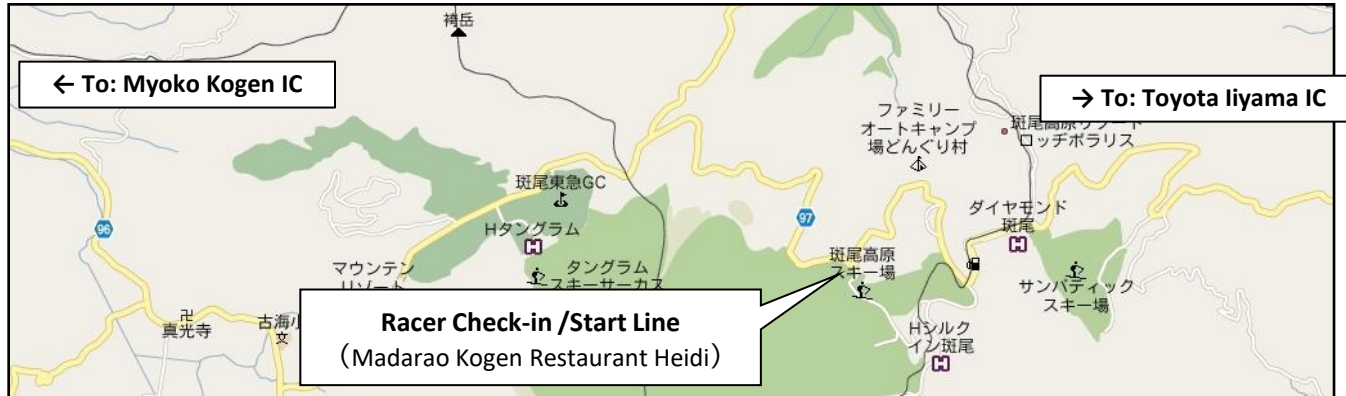 袴岳
← To: Myoko Kogen IC
→ To: Toyota Iiyama IC
ファミリー
オートキャンプ
場どんぐり村
斑尾高原リゾート
ロッヂポラリス
斑尾東急GC
96
97
Hタングラム
ダイヤモンド
斑尾
マウンテン
リゾート
タングラム
スキーサーカス
斑尾高原
スキー場
サンパティック
スキー場
真光寺
古海小
文
Racer Check-in /Start Line
(Madarao Kogen Restaurant Heidi)
Hシルク
イン斑尾